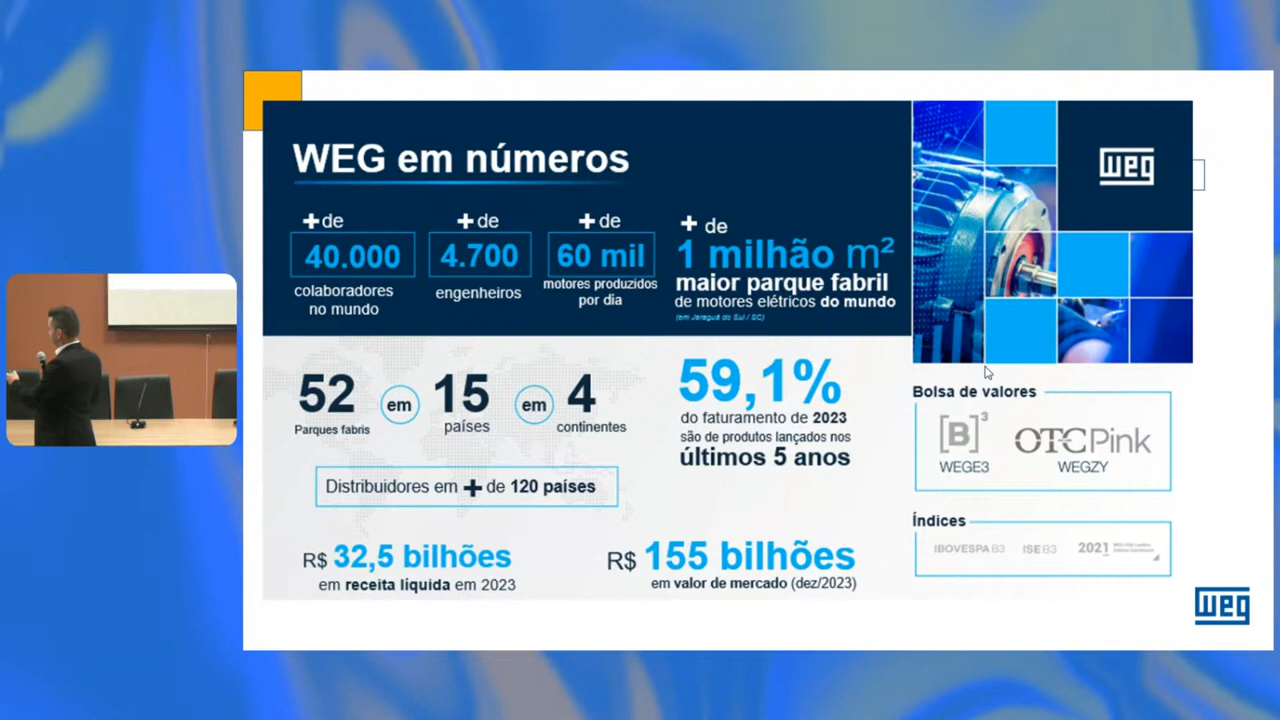 WEG em números
weg
+de
40.000
colaboradores
no mundo
+de
4.700
engenheiros
+de
60 mil
motores produzidos
por dia
+ de
1 milhão m²
maior parque fabril
de motores elétricos do mundo
(em Jaraguá do Sul / SC)
52
Parques fabris
em
15
países
em
4
continentes
59,1%
do faturamento de 2023
são de produtos lançados nos
últimos 5 anos
Distribuidores em + de 120 países
R$ 32,5 bilhões
em receita líquida em 2023
R$ 155 bilhões
em valor de mercado (dez/2023)
Bolsa de valores
[B]³
WEGE3
OTCPink
WEGZY
Índices
IBOVESPA B3
ISE B3
2021
weg